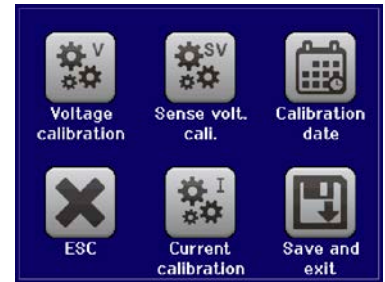 V
SV
Voltage
calibration
Sense volt.
cali.
Calibration
date
I
ESC
Current
calibration
Save and
exit